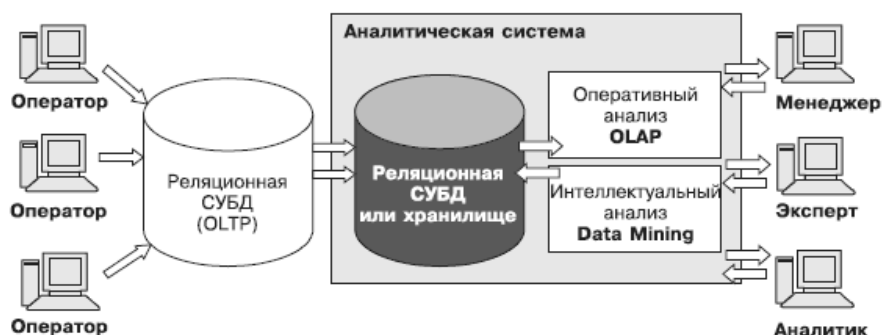 Аналитическая система
Оператор
Оператор
Оператор
Реляционная
СУБД
(OLTP)
Реляционная
СУБД
или хранилище
Оперативный
анализ
OLAP
Интеллектуальный
анализ
Data Mining
Менеджер
Эксперт
Аналитик